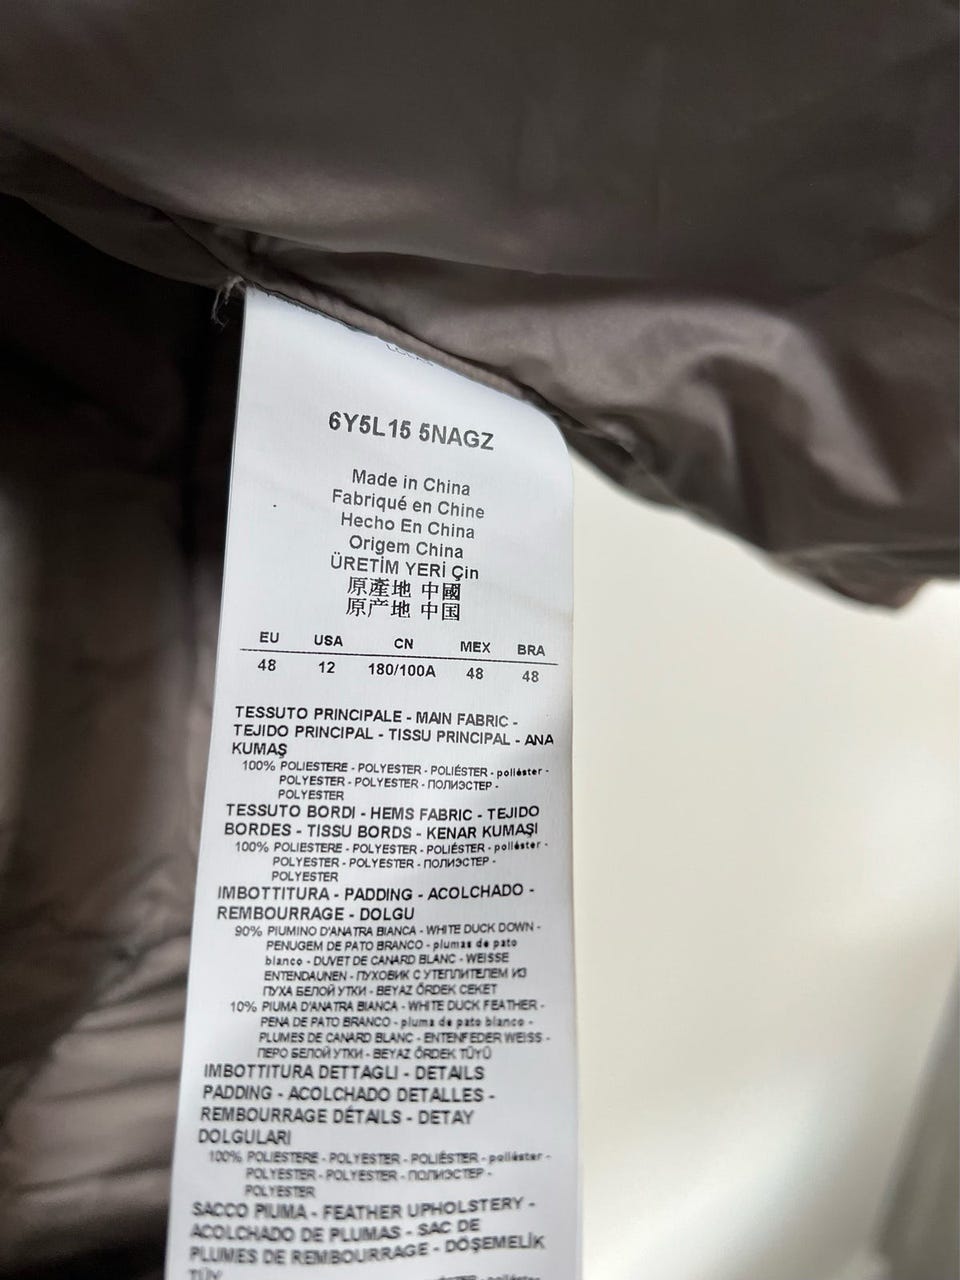 6Y5L15 5NAGZ
Made in China
Fabriqué en Chine
Hecho En China
Origem China
ÜRETİM YERİ Çin
原產地 中國
原产地 中国
EU USA CN MEX BRA
48 12 180/100A 48 48
TESSUTO PRINCIPALE - MAIN FABRIC -
TEJIDO PRINCIPAL - TISSU PRINCIPAL - ANA
KUMAŞ
100% POLIESTERE - POLYESTER - POLIÉSTER - poliéster -
POLYESTER - POLYESTER - ПОЛИЭСТЕР -
POLYESTER
TESSUTO BORDI - HEMS FABRIC - TEJIDO
BORDES - TISSU BORDS - KENAR KUMAŞI
100% POLIESTERE - POLYESTER - POLIÉSTER - poliéster -
POLYESTER - POLYESTER - ПОЛИЭСТЕР -
POLYESTER
IMBOTTITURA - PADDING - ACOLCHADO -
REMBOURRAGE - DOLGU
90% PIUMINO D'ANATRA BIANCA - WHITE DUCK DOWN -
PENUGEM DE PATO BRANCO - plumas de pato
blanco - DUVET DE CANARD BLANC - WEISSE
ENTENDAUNEN - ПУХОВИК С УТЕПЛИТЕЛЕМ ИЗ
ПУХА БЕЛОЙ УТКИ - BEYAZ ÖRDEK CEKET
10% PIUMA D'ANATRA BIANCA - WHITE DUCK FEATHER -
PENA DE PATO BRANCO - pluma de pato blanco -
PLUMES DE CANARD BLANC - ENTENFEDER WEISS -
ПЕРО БЕЛОЙ УТКИ - BEYAZ ÖRDEK TÜYÜ
IMBOTTITURA DETTAGLI - DETAILS
PADDING - ACOLCHADO DETALLES -
REMBOURRAGE DÉTAILS - DETAY
DOLGULARI
100% POLIESTERE - POLYESTER - POLIÉSTER - poliéster -
POLYESTER - POLYESTER - ПОЛИЭСТЕР -
POLYESTER
SACCO PIUMA - FEATHER UPHOLSTERY -
ACOLCHADO DE PLUMAS - SAC DE
PLUMES DE REMBOURRAGE - DÖŞEMELİK
TÜY